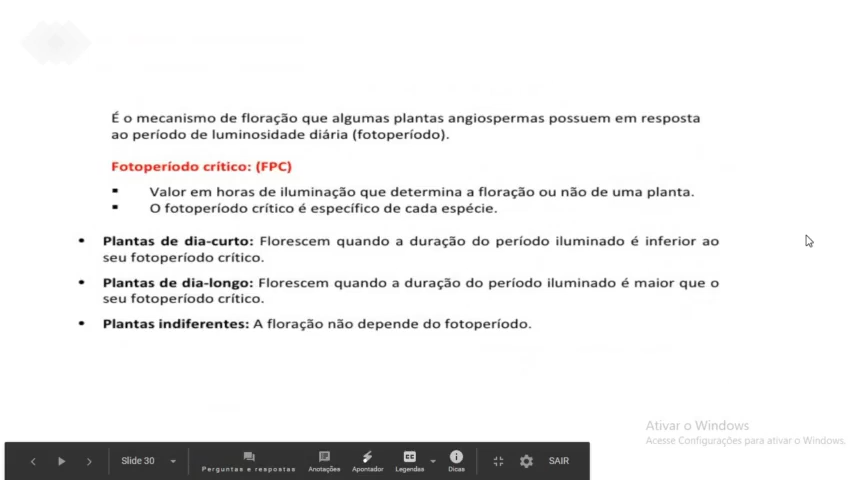 É o mecanismo de floração que algumas plantas angiospermas possuem em resposta
ao período de luminosidade diária (fotoperíodo).
Fotoperíodo crítico: (FPC)
▪ Valor em horas de iluminação que determina a floração ou não de uma planta.
▪ O fotoperíodo crítico é específico de cada espécie.
• Plantas de dia-curto: Florescem quando a duração do período iluminado é inferior ao
seu fotoperíodo crítico.
• Plantas de dia-longo: Florescem quando a duração do período iluminado é maior que o
seu fotoperíodo crítico.
• Plantas indiferentes: A floração não depende do fotoperíodo.
Ativar o Windows
Acesse Configurações para ativar o Windows.
Slide 30
Perguntas e respostas
Anotações
Apontador
CC
Legendas
Dicas
SAIR